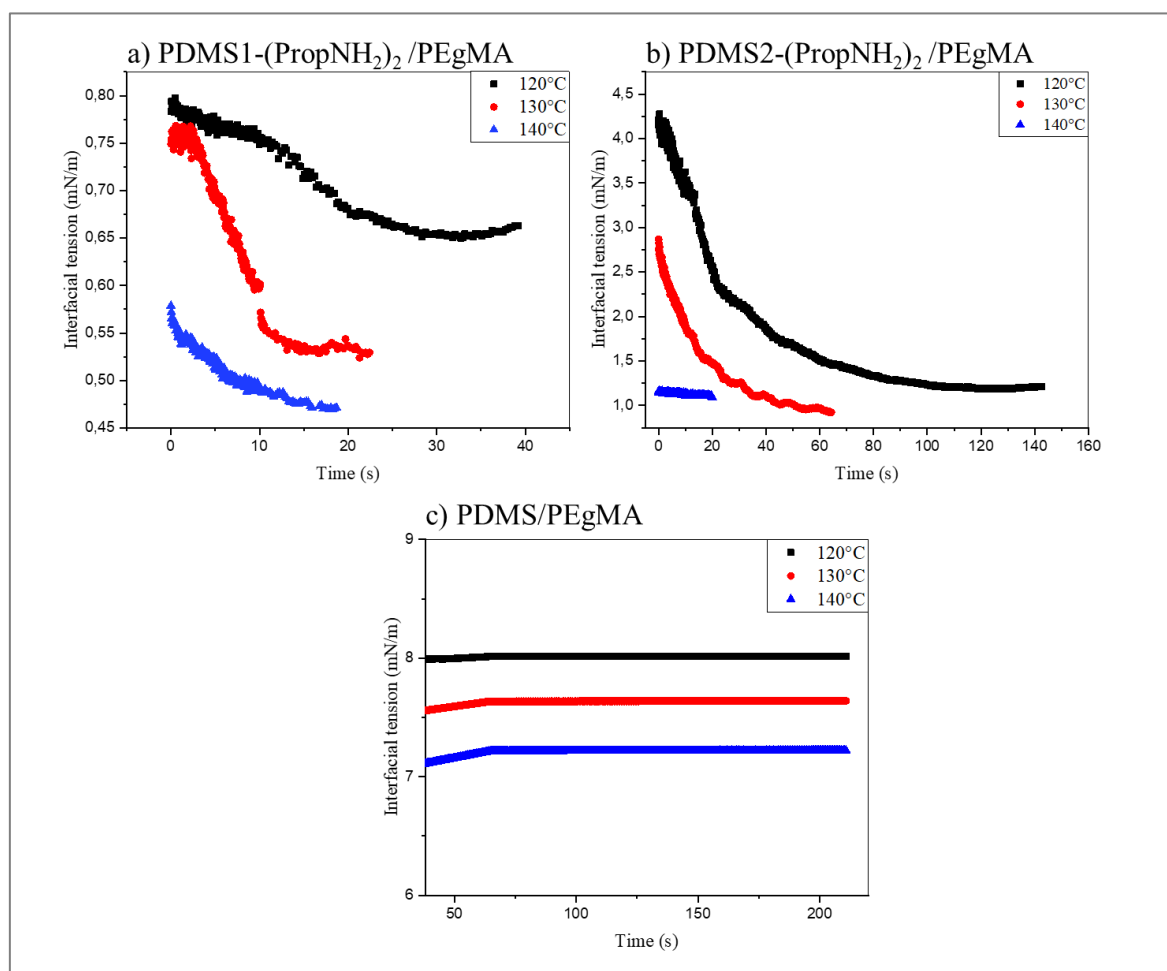 a) PDMS1-(PropNH₂)₂ /PEgMA
120°C
130°C
140°C
0,80
0,75
0,70
0,65
0,60
0,55
0,50
0,45
Interfacial tension (mN/m)
0
10
20
30
40
Time (s)
b) PDMS2-(PropNH₂)₂ /PEgMA
120°C
130°C
140°C
4,5
4,0
3,5
3,0
2,5
2,0
1,5
1,0
Interfacial tension (mN/m)
0
20
40
60
80
100
120
140
160
Time (s)
c) PDMS/PEgMA
120°C
130°C
140°C
9
8
7
6
Interfacial tension (mN/m)
50
100
150
200
Time (s)